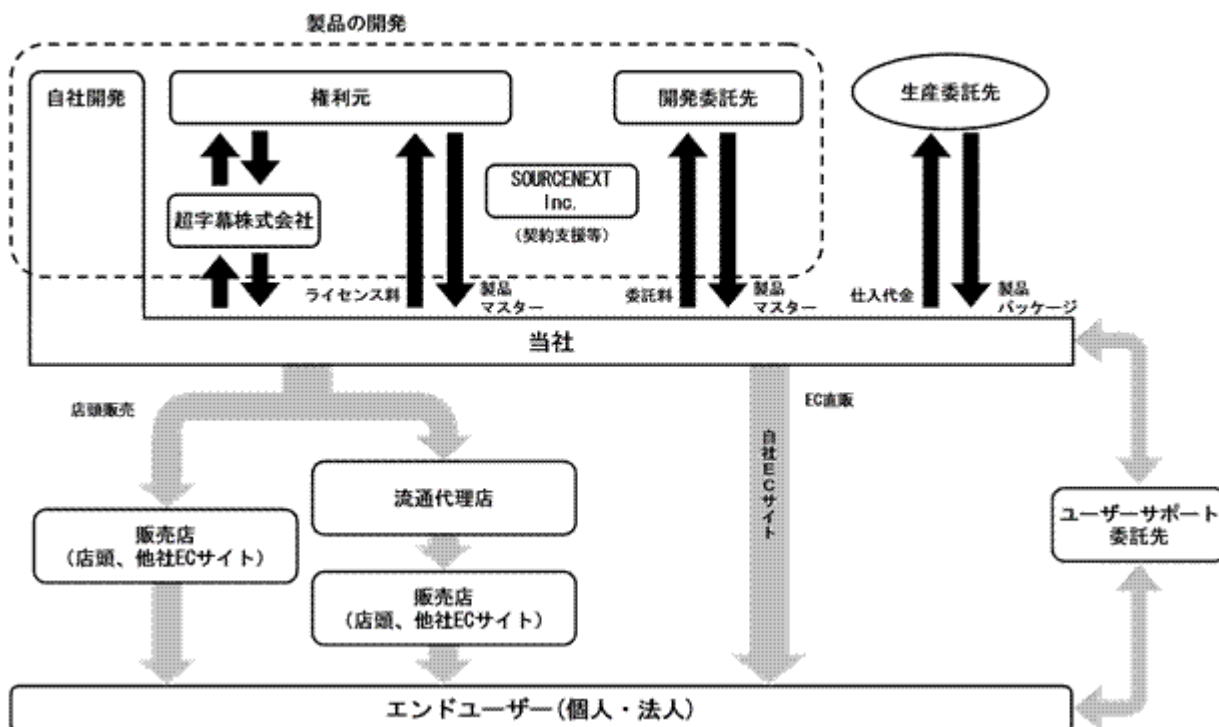 製品の開発
自社開発
権利元
開発委託先
生産委託先
SOURCENEXT
Inc.
(契約支援等)
超字幕株式会社
ライセンス料
製品
マスター
委託料
製品
マスター
仕入代金
製品
パッケージ
当社
店頭販売
EC直販
自社ECサイト
流通代理店
販売店
(店頭、他社ECサイト)
販売店
(店頭、他社ECサイト)
ユーザーサポート
委託先
エンドユーザー(個人・法人)